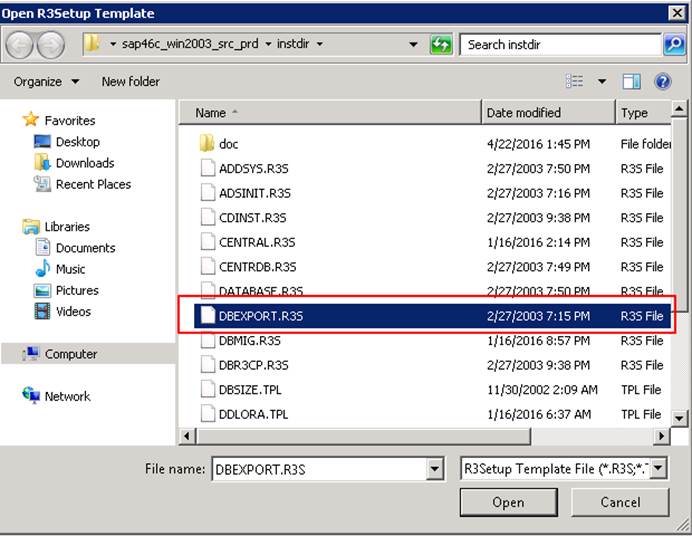 Open R3Setup Template
sap46c_win2003_src_prd instdir
Search instdir
Organize New folder
Favorites
Desktop
Downloads
Recent Places
Libraries
Documents
Music
Pictures
Videos
Computer
Network
Name Date modified Type
doc 4/22/2016 1:45 PM File folder
ADDSYS.R3S 2/27/2003 7:50 PM R3S File
ADSINIT.R3S 2/27/2003 7:16 PM R3S File
CDINST.R3S 2/27/2003 9:38 PM R3S File
CENTRAL.R3S 1/16/2016 2:14 PM R3S File
CENTRDB.R3S 2/27/2003 7:49 PM R3S File
DATABASE.R3S 2/27/2003 7:50 PM R3S File
DBEXPORT.R3S 2/27/2003 7:15 PM R3S File
DBMIG.R3S 1/16/2016 8:57 PM R3S File
DBR3CP.R3S 2/27/2003 9:38 PM R3S File
DBSIZE.TPL 11/30/2002 2:09 AM TPL File
DDLORA.TPL 1/16/2016 6:37 AM TPL File
File name: DBEXPORT.R3S R3Setup Template File (*.R3S;*.T
Open Cancel